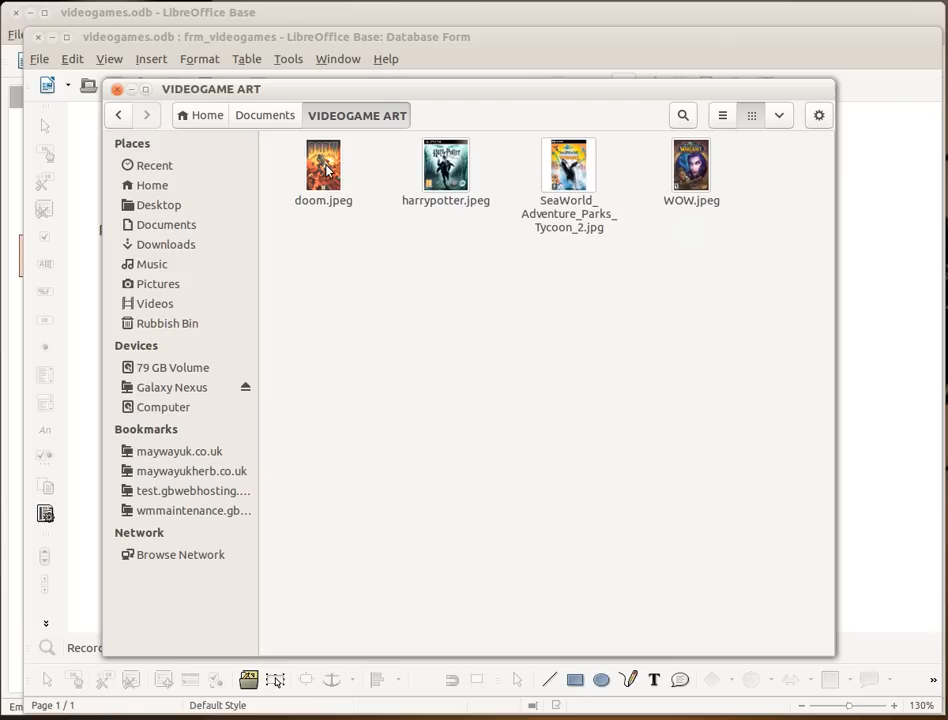 videogames.odb - LibreOffice Base
videogames.odb : frm_videogames - LibreOffice Base: Database Form
File Edit View Insert Format Table Tools Window Help
VIDEOGAME ART
Home Documents VIDEOGAME ART
Places
Recent
Home
Desktop
Documents
Downloads
Music
Pictures
Videos
Rubbish Bin
Devices
79 GB Volume
Galaxy Nexus
Computer
Bookmarks
maywayuk.co.uk
maywayukherb.co.uk
test.gbwebhosting....
wmmaintenance.gb...
Network
Browse Network
DOOM
doom.jpeg
harrypotter.jpeg
SeaWorld_
Adventure_Parks_
Tycoon_2.jpg
WOW.jpeg
Record
Page 1 / 1
Default Style
130%